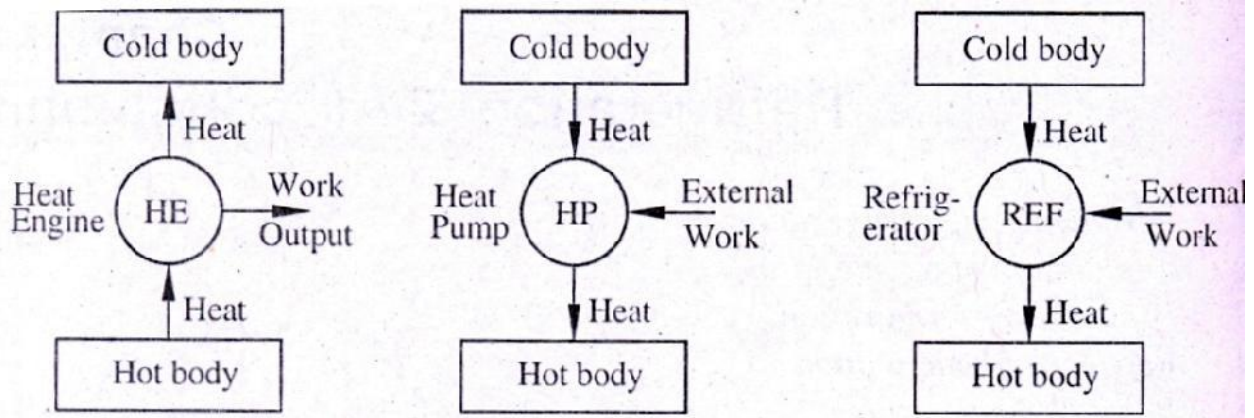 Cold body
Heat
Heat
Engine
HE
Work
Output
Heat
Hot body
Cold body
Heat
Heat
Pump
HP
External
Work
Heat
Hot body
Cold body
Heat
Refrig-
erator
REF
External
Work
Heat
Hot body